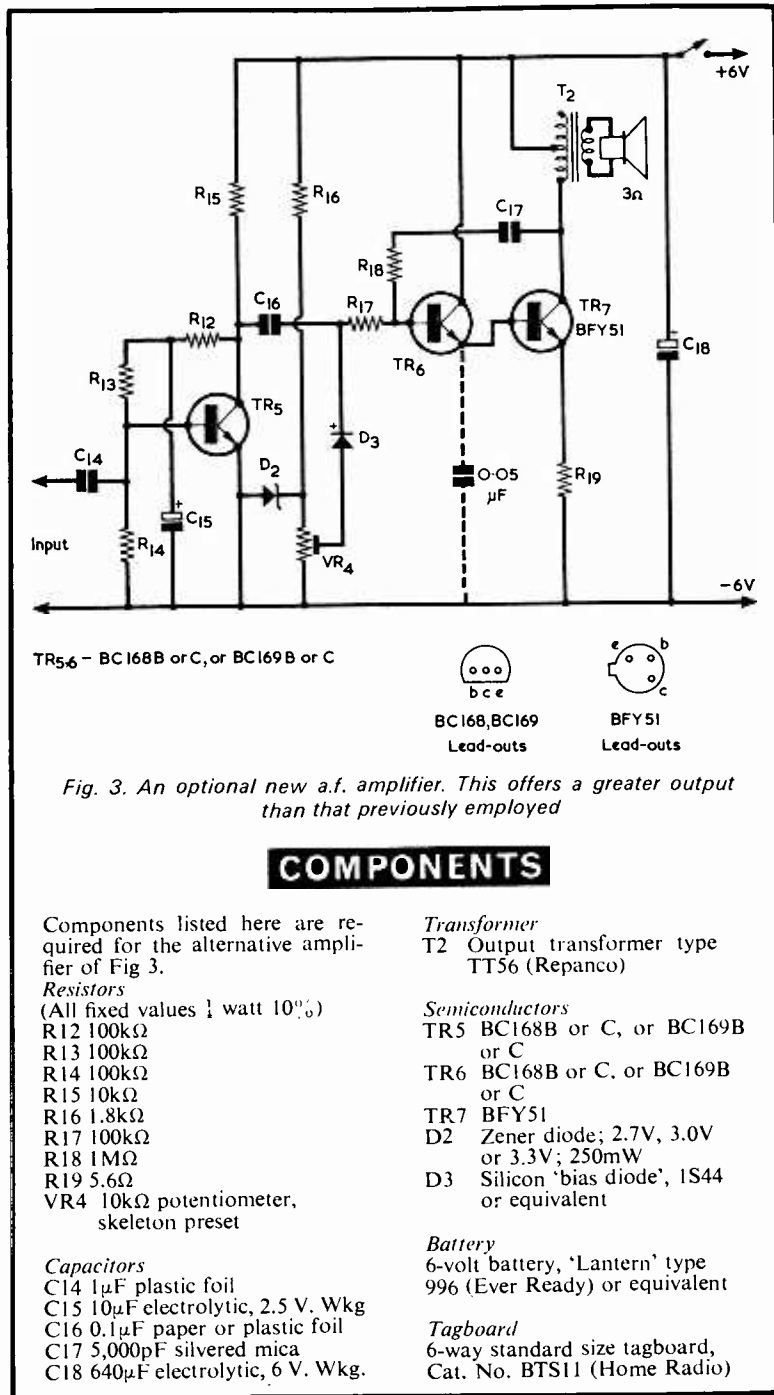 +6V
T2
R15
R16
3Ω
C17
R18
C16
R17
R12
TR7
BFY51
TR6
C18
R13
TR5
D3
C14
D2
0·05
µF
R19
C15
Input
R14
VR4
−6V
TR5,6 – BC168B or C, or BC169B or C
b c e
e b
c
BC168, BC169
Lead-outs
BFY51
Lead-outs
Fig. 3. An optional new a.f. amplifier. This offers a greater output
than that previously employed
COMPONENTS
Components listed here are re-
quired for the alternative ampli-
fier of Fig 3.
Resistors
(All fixed values watt 10%)
R12 100kΩ
R13 100kΩ
R14 100kΩ
R15 10kΩ
R16 1.8kΩ
R17 100kΩ
R18 1MΩ
R19 5.6Ω
VR4 10kΩ potentiometer,
skeleton preset
Capacitors
C14 1µF plastic foil
C15 10µF electrolytic, 2.5 V. Wkg
C16 0.1µF paper or plastic foil
C17 5,000pF silvered mica
C18 640µF electrolytic, 6 V. Wkg.
Transformer
T2 Output transformer type
TT56 (Repanco)
Semiconductors
TR5 BC168B or C, or BC169B
or C
TR6 BC168B or C, or BC169B
or C
TR7 BFY51
D2 Zener diode; 2.7V, 3.0V
or 3.3V; 250mW
D3 Silicon 'bias diode', 1S44
or equivalent
Battery
6-volt battery, 'Lantern' type
996 (Ever Ready) or equivalent
Tagboard
6-way standard size tagboard,
Cat. No. BTS11 (Home Radio)